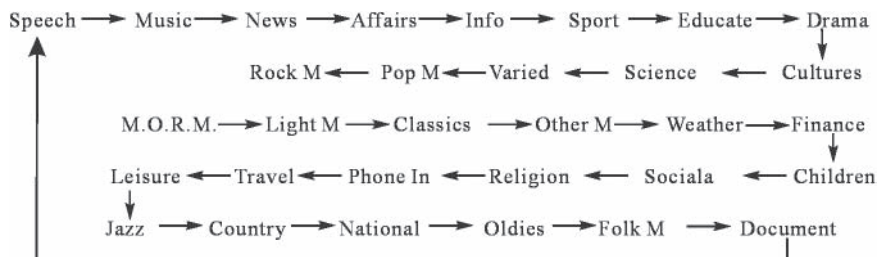 Speech Music News Affairs Info Sport Educate Drama
Rock M Pop M Varied Science Cultures
M.O.R.M. Light M Classics Other M Weather Finance
Leisure Travel Phone In Religion Sociala Children
Jazz Country National Oldies Folk M Document